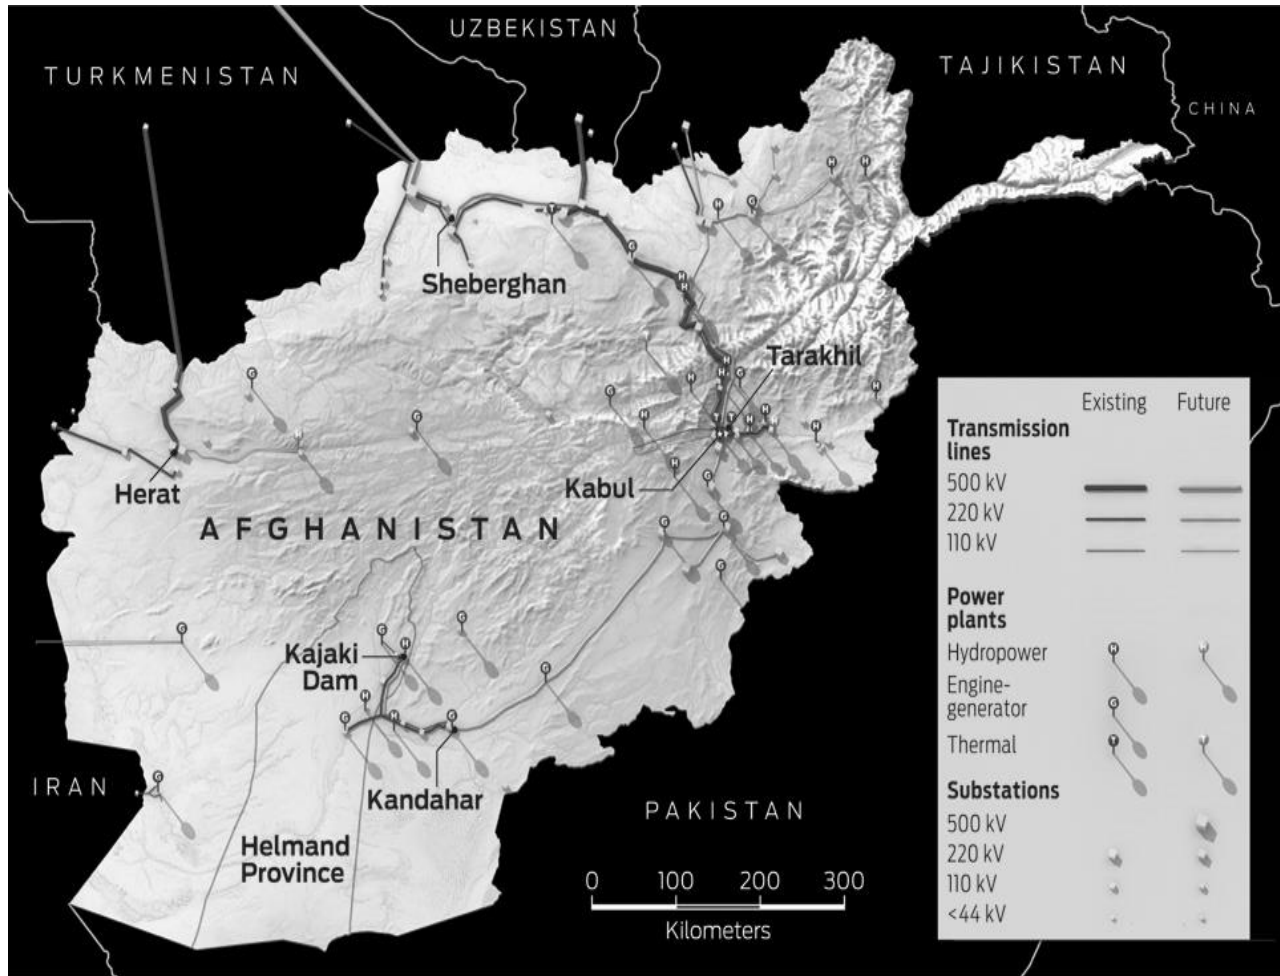 UZBEKISTAN
TURKMENISTAN
TAJIKISTAN
CHINA
H H
H G
T
G
Sheberghan
H
H
Tarakhil
H
H G
G
H
H
G
G
H
T T
H
H
H
H
Herat
Kabul
H
G
AFGHANISTAN
G
G
G
G
G
G
H
Kajaki
Dam
G
H
G
H
G
Kandahar
G
IRAN
PAKISTAN
Helmand
Province
0 100 200 300
Kilometers
Existing Future
Transmission
lines
500 kV
220 kV
110 kV
Power
plants
Hydropower H H
Engine-
generator G
Thermal T T
Substations
500 kV
220 kV
110 kV
<44 kV